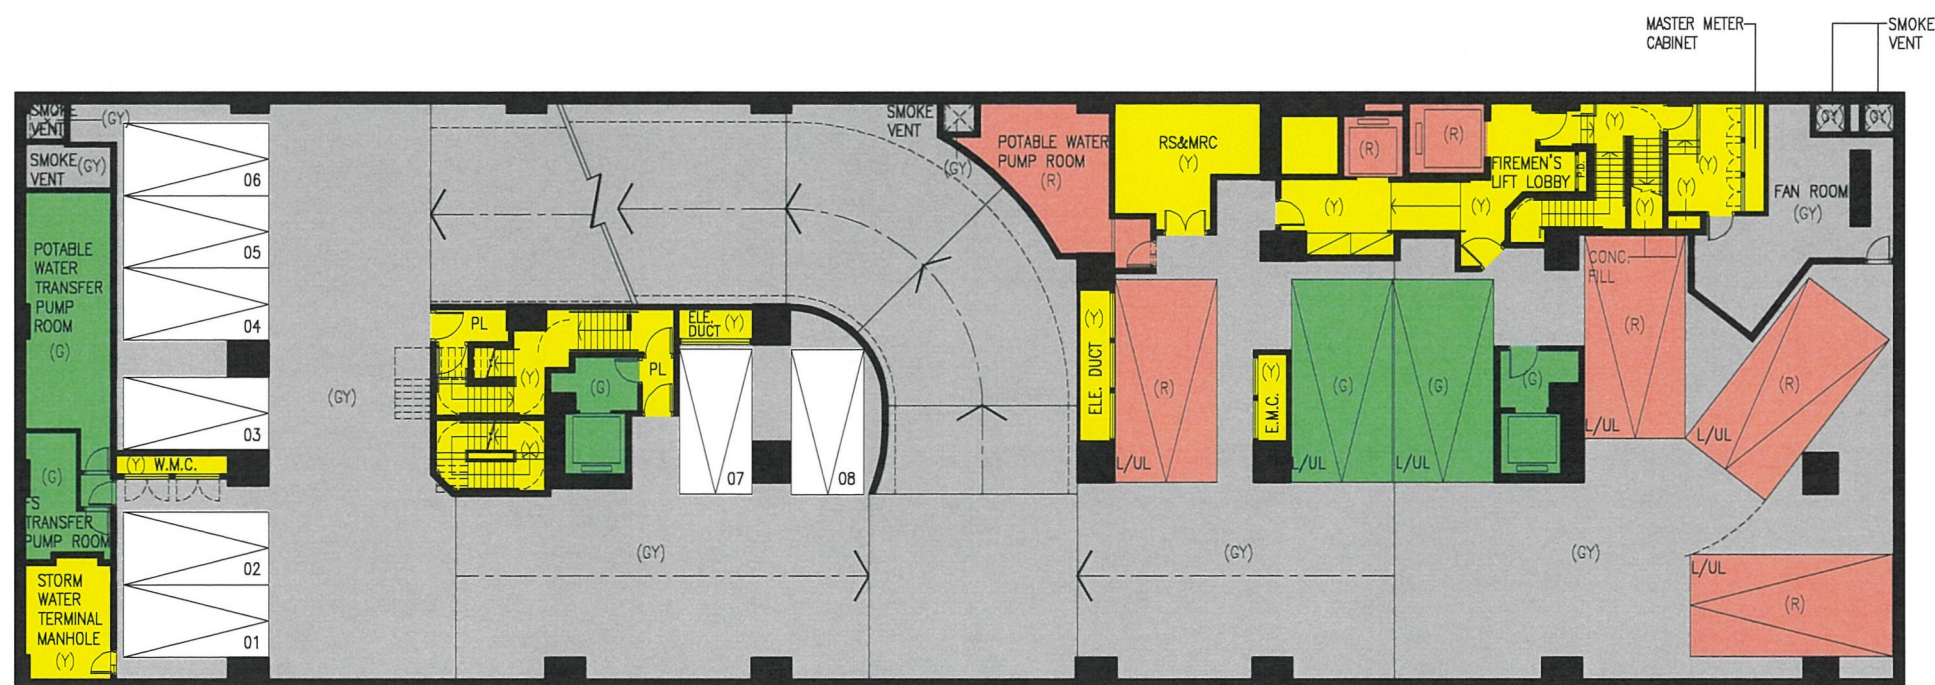 MASTER METER
CABINET
SMOKE
VENT
SMOKE
VENT
(GY)
SMOKE
VENT
(GY)
POTABLE
WATER
TRANSFER
PUMP
ROOM
(G)
(G)
FS
TRANSFER
PUMP ROOM
STORM
WATER
TERMINAL
MANHOLE
(Y)
06
05
04
03
(Y) W.M.C.
02
01
(GY)
PL
(Y)
(Y)
(G)
PL
ELE.
DUCT (Y)
07
08
(GY)
SMOKE
VENT
(GY)
POTABLE WATER
PUMP ROOM
(R)
RS&MRC
(Y)
(R)
(R)
FIREMEN'S
LIFT LOBBY
P.D.
(Y)
(Y)
(Y)
(Y)
(Y)
(Y)
(GY)
(GY)
FAN ROOM
(GY)
(Y)
ELE. DUCT
(R)
L/UL
(Y)
E.M.C.
(G)
L/UL
(G)
L/UL
(G)
CONC.
FILL
(R)
L/UL
(R)
L/UL
(GY)
(GY)
L/UL
(R)